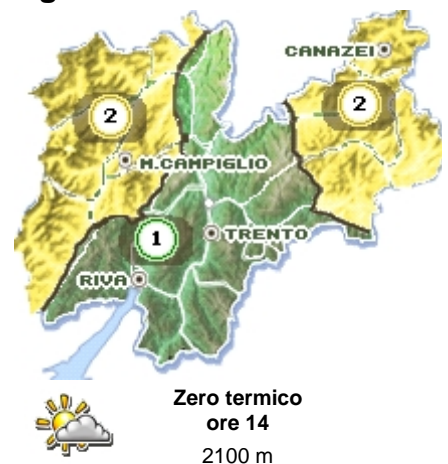 CANAZEI
2
2
M.CAMPIGLIO
1
TRENTO
RIVA
Zero termico
ore 14
2100 m